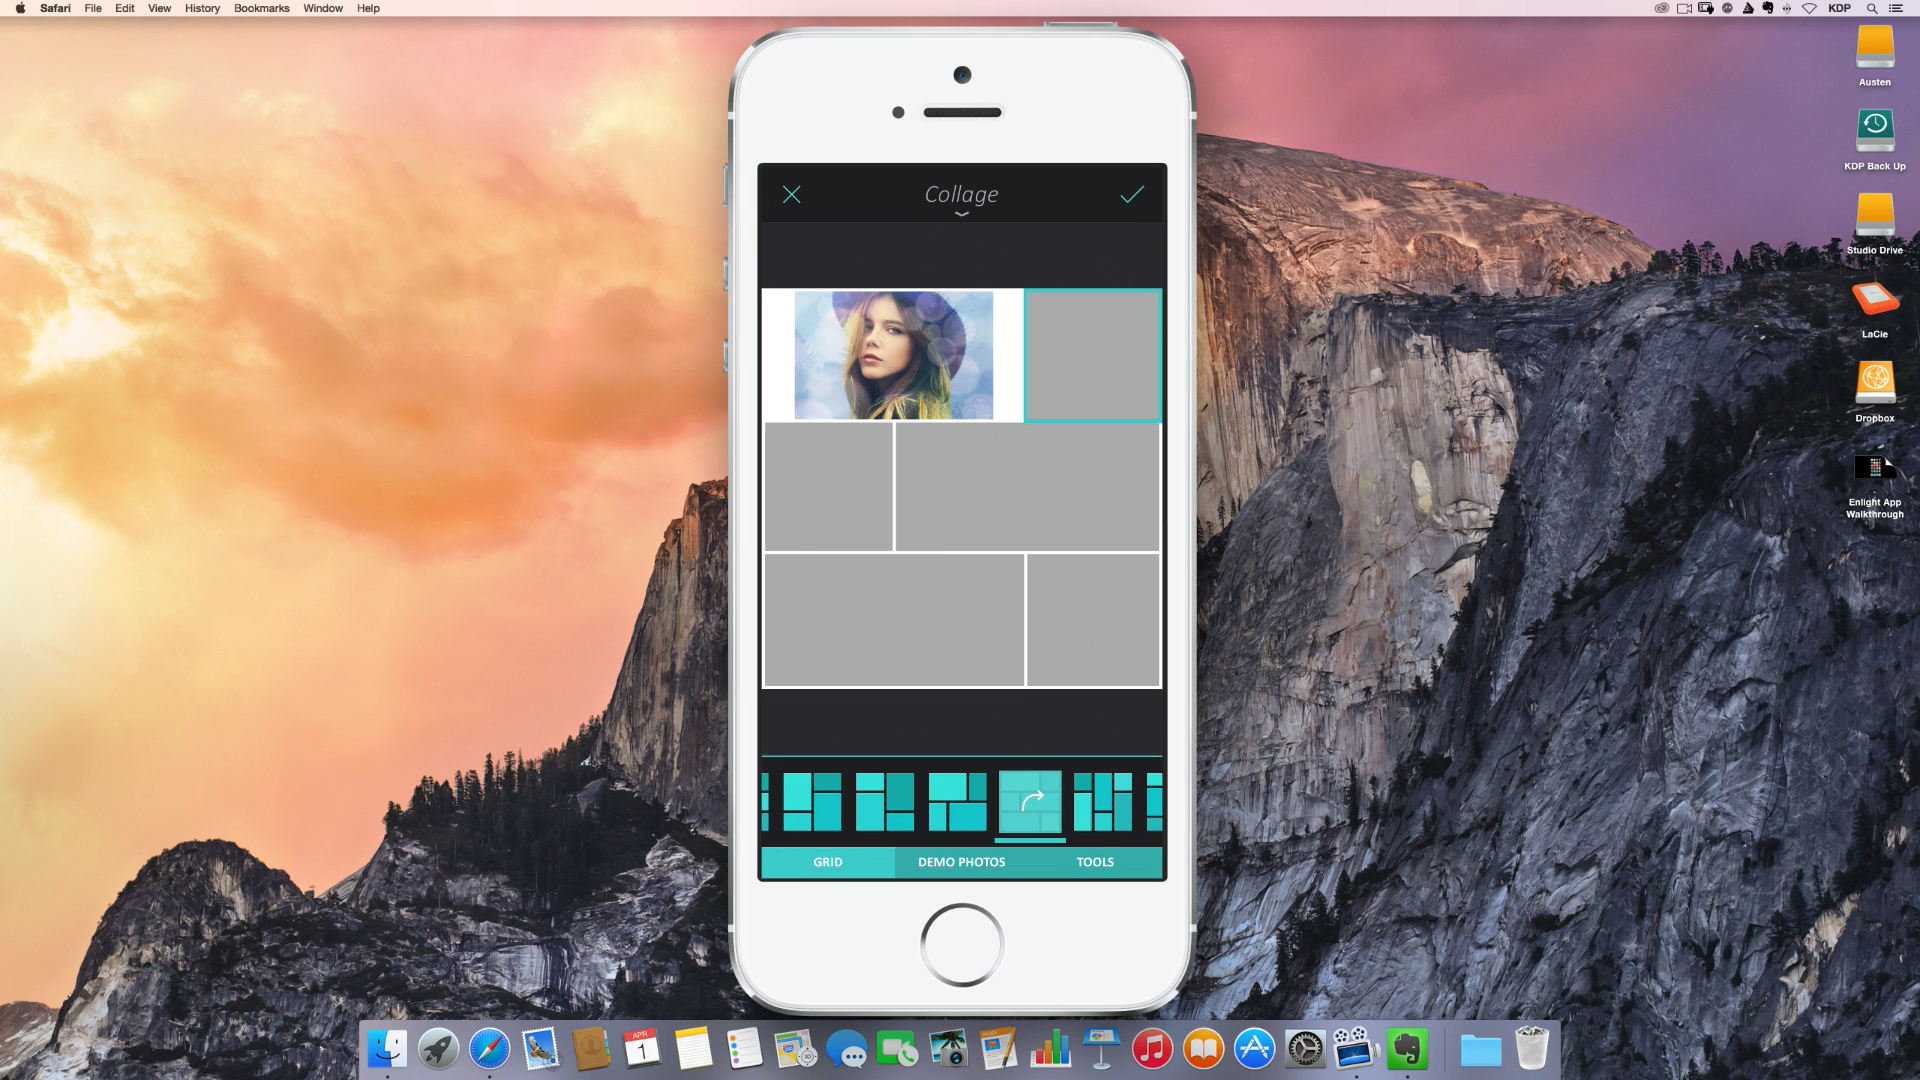 Safari File Edit View History Bookmarks Window Help KDP
Austen
KDP Back Up
Studio Drive
LaCie
Dropbox
Enlight App
Walkthrough
Collage
GRID DEMO PHOTOS TOOLS
APR
1